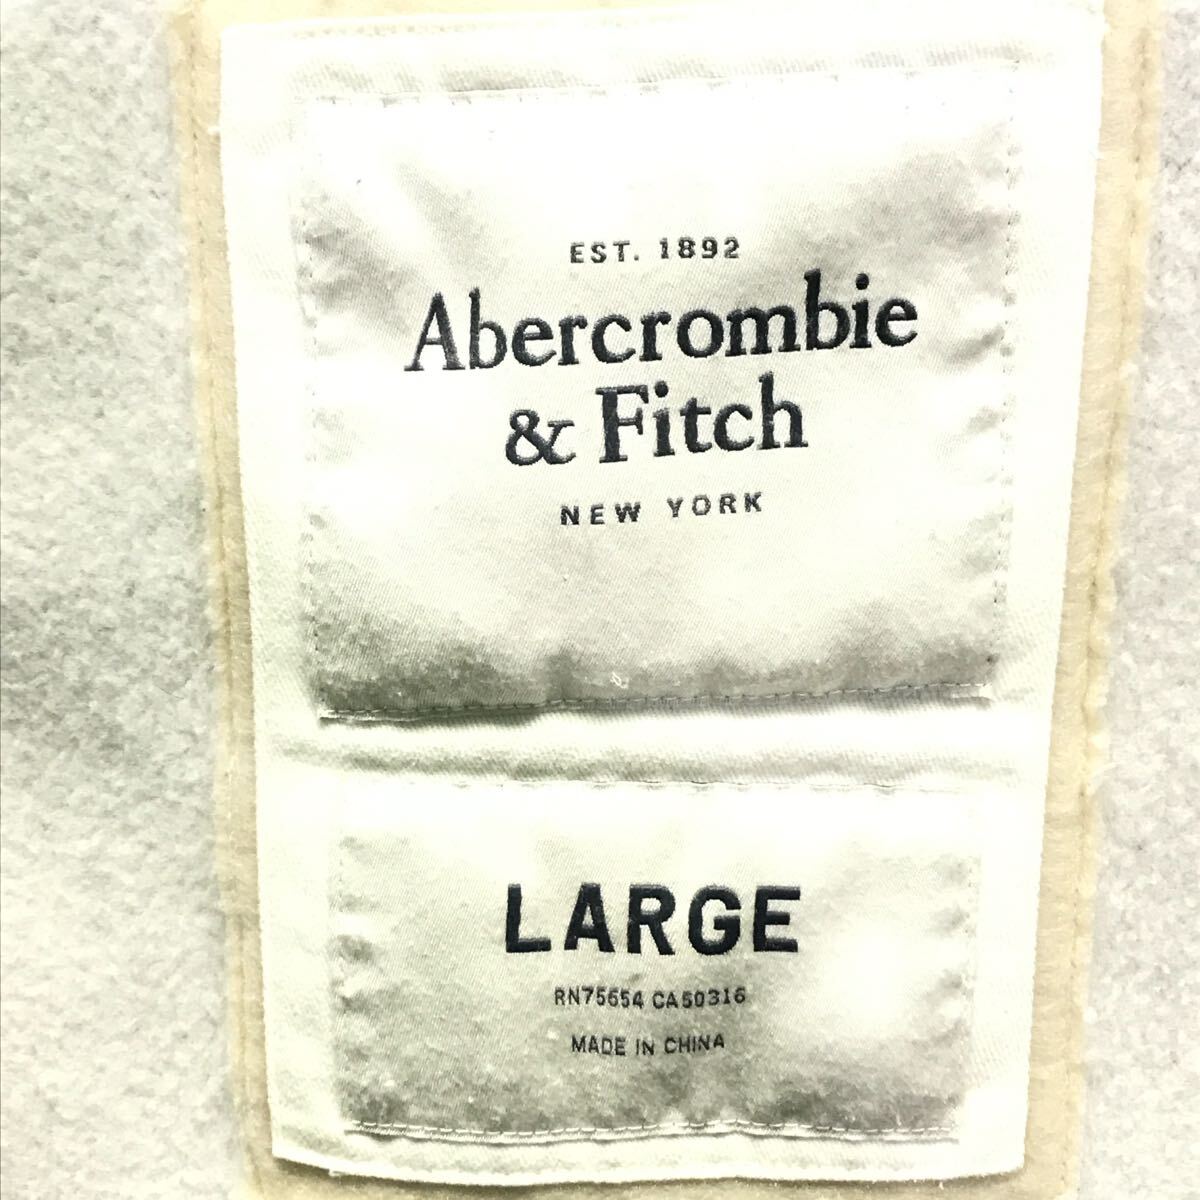 EST. 1892
Abercrombie
& Fitch
NEW YORK
LARGE
RN75654 CA50316
MADE IN CHINA